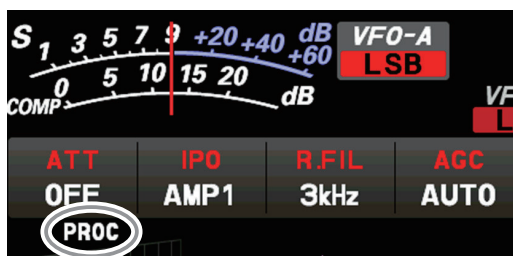 S 1 3 5 7 9 +20 +40 +60 dB VFO-A
LSB
COMP 0 5 10 15 20 dB VF
L
ATT IPO R.FIL AGC
OFF AMP1 3kHz AUTO
PROC